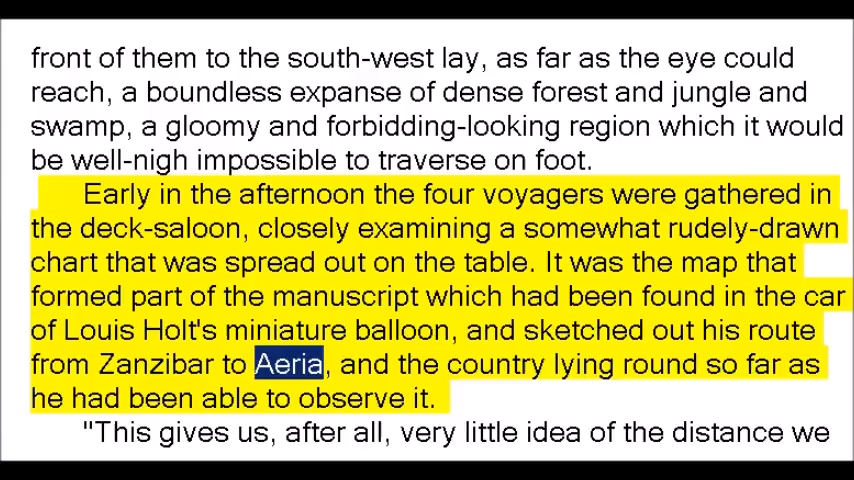 front of them to the south-west lay, as far as the eye could
reach, a boundless expanse of dense forest and jungle and
swamp, a gloomy and forbidding-looking region which it would
be well-nigh impossible to traverse on foot.
Early in the afternoon the four voyagers were gathered in
the deck-saloon, closely examining a somewhat rudely-drawn
chart that was spread out on the table. It was the map that
formed part of the manuscript which had been found in the car
of Louis Holt's miniature balloon, and sketched out his route
from Zanzibar to Aeria, and the country lying round so far as
he had been able to observe it.
"This gives us, after all, very little idea of the distance we